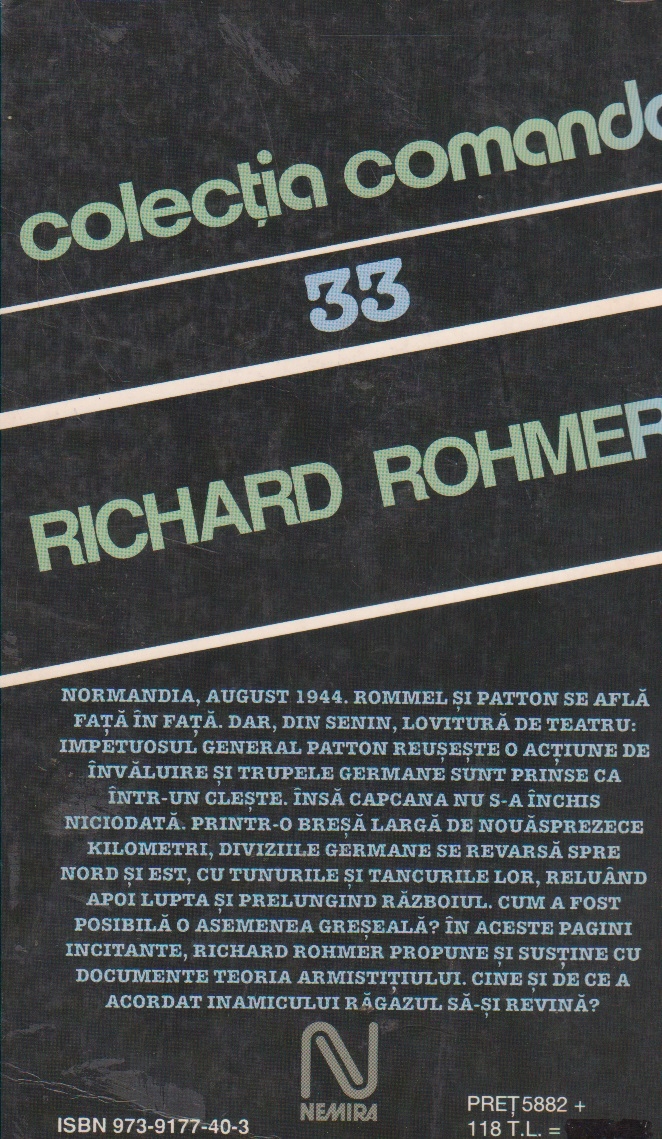 colecția comando
33
RICHARD ROHMER
NORMANDIA, AUGUST 1944. ROMMEL ȘI PATTON SE AFLĂ
FAȚĂ ÎN FAȚĂ. DAR, DIN SENIN, LOVITURĂ DE TEATRU:
IMPETUOSUL GENERAL PATTON REUȘEȘTE O ACȚIUNE DE
ÎNVĂLUIRE ȘI TRUPELE GERMANE SUNT PRINSE CA
ÎNTR-UN CLEȘTE. ÎNSĂ CAPCANA NU S-A ÎNCHIS
NICIODATĂ. PRINTR-O BREȘĂ LARGĂ DE NOUĂSPREZECE
KILOMETRI, DIVIZIILE GERMANE SE REVARSĂ SPRE
NORD ȘI EST, CU TUNURILE ȘI TANCURILE LOR, RELUÂND
APOI LUPTA ȘI PRELUNGIND RĂZBOIUL. CUM A FOST
POSIBILĂ O ASEMENEA GREȘEALĂ? ÎN ACESTE PAGINI
INCITANTE, RICHARD ROHMER PROPUNE ȘI SUSȚINE CU
DOCUMENTE TEORIA ARMISTIȚIULUI. CINE ȘI DE CE A
ACORDAT INAMICULUI RĂGAZUL SĂ-ȘI REVINĂ?
NEMIRA
ISBN 973-9177-40-3
PREȚ 5882 +
118 T.L. =